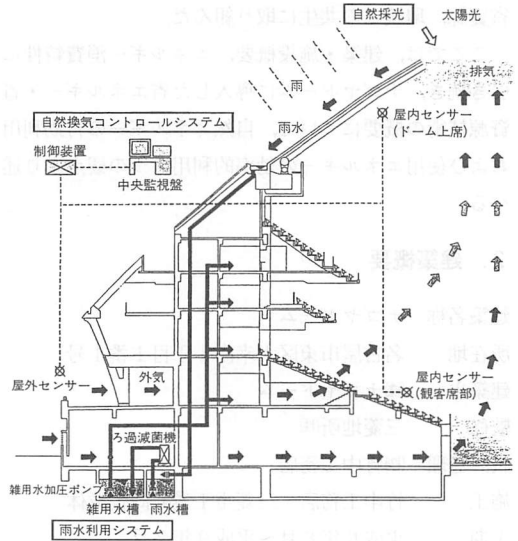 自然採光
太陽光
排気
雨
雨水
屋内センサー
(ドーム上席)
自然換気コントロールシステム
制御装置
中央監視盤
屋外センサー
外気
屋内センサー
(観客席部)
ろ過滅菌機
雑用水加圧ポンプ
雑用水槽
雨水槽
雨水利用システム